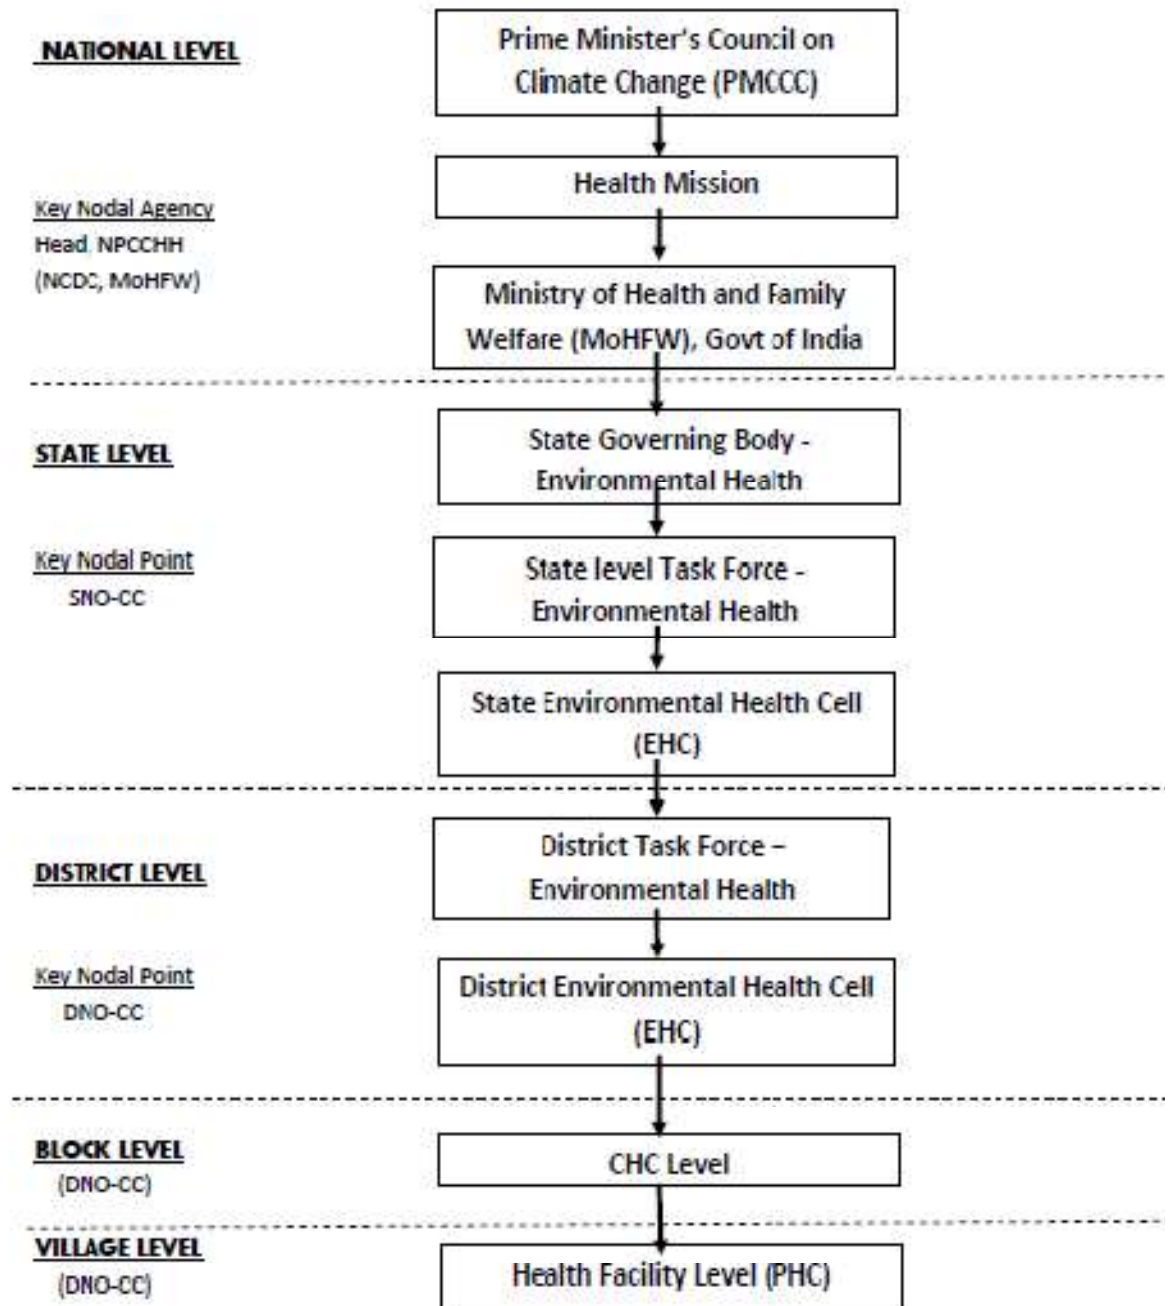 NATIONAL LEVEL
Prime Minister's Council on
Climate Change (PMCCC)
Health Mission
Key Nodal Agency
Head, NPCCHH
(NCDC, MoHFW)
Ministry of Health and Family
Welfare (MoHFW), Govt of India
STATE LEVEL
State Governing Body -
Environmental Health
Key Nodal Point
SNO-CC
State level Task Force -
Environmental Health
State Environmental Health Cell
(EHC)
DISTRICT LEVEL
District Task Force –
Environmental Health
Key Nodal Point
DNO-CC
District Environmental Health Cell
(EHC)
BLOCK LEVEL
(DNO-CC)
CHC Level
VILLAGE LEVEL
(DNO-CC)
Health Facility Level (PHC)